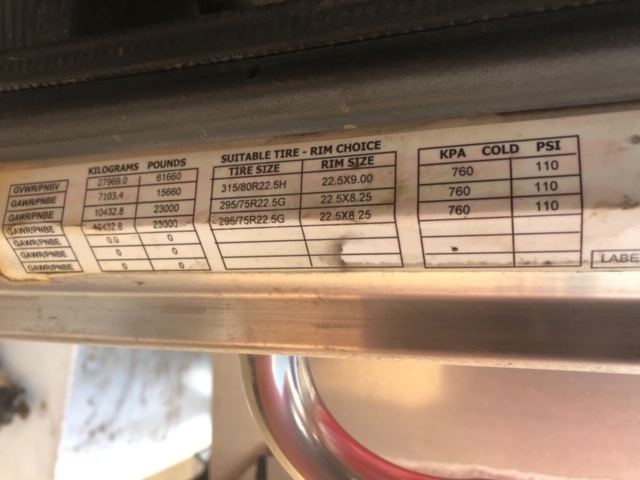 KILOGRAMS POUNDS SUITABLE TIRE - RIM CHOICE KPA COLD PSI
TIRE SIZE RIM SIZE
GVWR/PNBV 27969.0 61660
GAWR/PNBE 7103.4 15660 315/80R22.5H 22.5X9.00 760 110
GAWR/PNBE 10432.8 23000 295/75R22.5G 22.5X8.25 760 110
GAWR/PNBE 10432.8 23000 295/75R22.5G 22.5X8.25 760 110
GAWR/PNBE 0.0 0
GAWR/PNBE 0 0
GAWR/PNBE 0 0
LABE